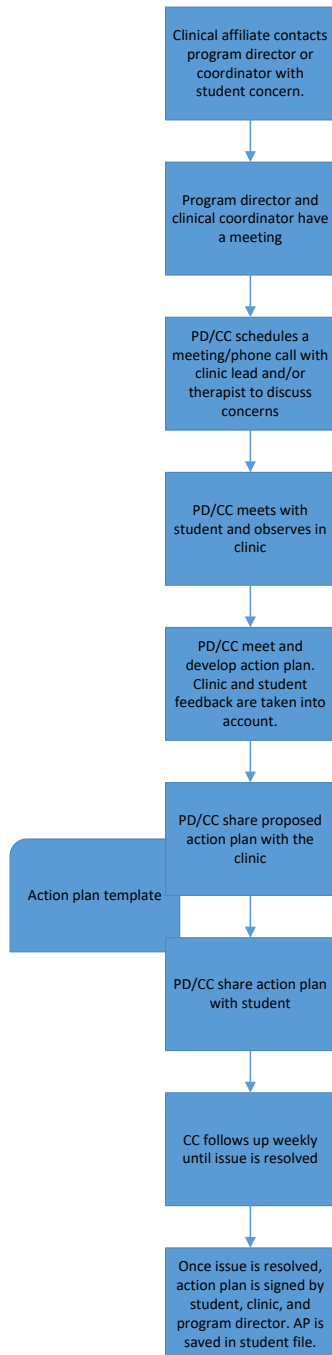 Clinical affiliate contacts
program director or
coordinator with
student concern.
Program director and
clinical coordinator have
a meeting
PD/CC schedules a
meeting/phone call with
clinic lead and/or
therapist to discuss
concerns
PD/CC meets with
student and observes in
clinic
PD/CC meet and
develop action plan.
Clinic and student
feedback are taken into
account.
PD/CC share proposed
action plan with the
clinic
Action plan template
PD/CC share action plan
with student
CC follows up weekly
until issue is resolved
Once issue is resolved,
action plan is signed by
student, clinic, and
program director. AP is
saved in student file.